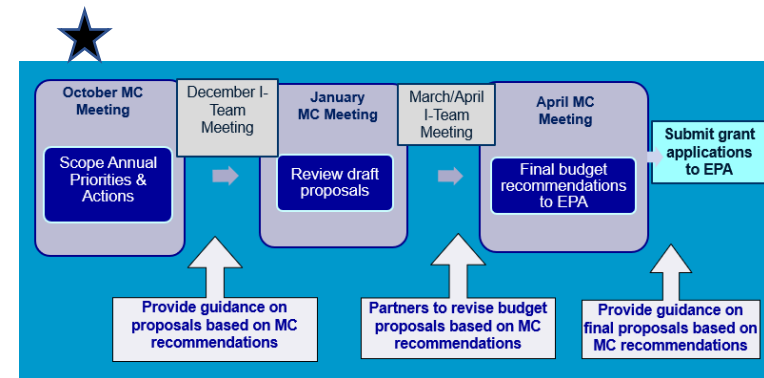 October MC
Meeting
Scope Annual
Priorities &
Actions
December I-
Team
Meeting
January
MC Meeting
Review draft
proposals
March/April
I-Team
Meeting
April MC
Meeting
Final budget
recommendations
to EPA
Submit grant
applications
to EPA
Provide guidance on
proposals based on MC
recommendations
Partners to revise budget
proposals based on MC
recommendations
Provide guidance on
final proposals based on
MC recommendations